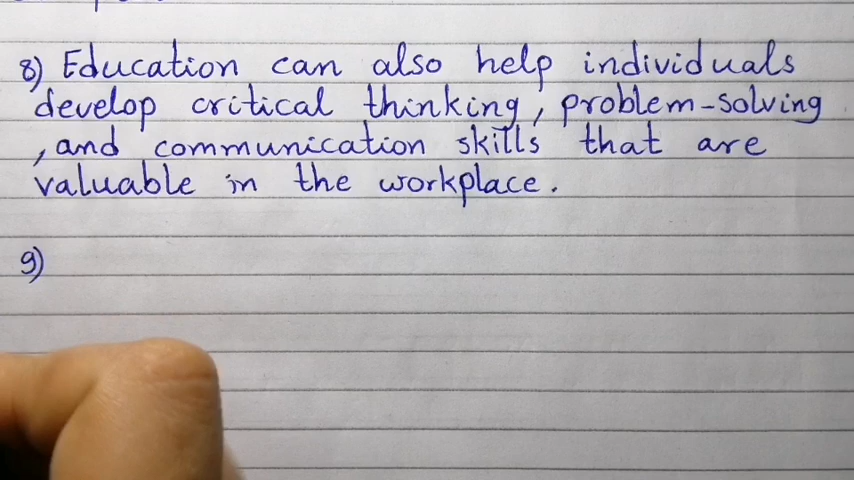 8) Education can also help individuals
develop critical thinking, problem-solving
, and communication skills that are
valuable in the workplace.
9)